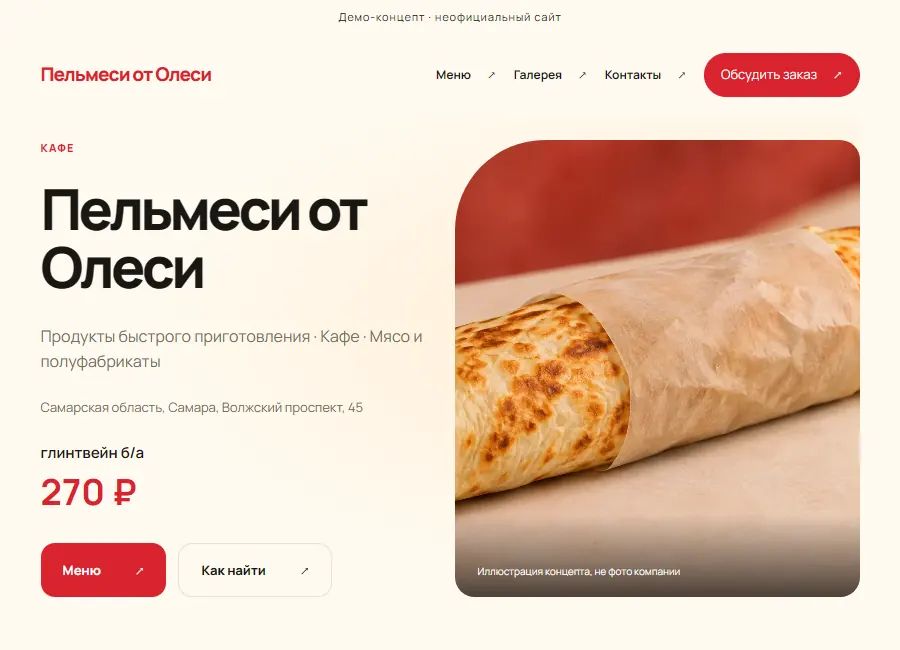 Демо-концепт · неофициальный сайт
Пельмеси от Олеси
Меню ↗ Галерея ↗ Контакты ↗ Обсудить заказ ↗
КАФЕ
Пельмеси от
Олеси
Продукты быстрого приготовления · Кафе · Мясо и
полуфабрикаты
Самарская область, Самара, Волжский проспект, 45
глинтвейн б/а
270 ₽
Меню ↗ Как найти ↗
Иллюстрация концепта, не фото компании